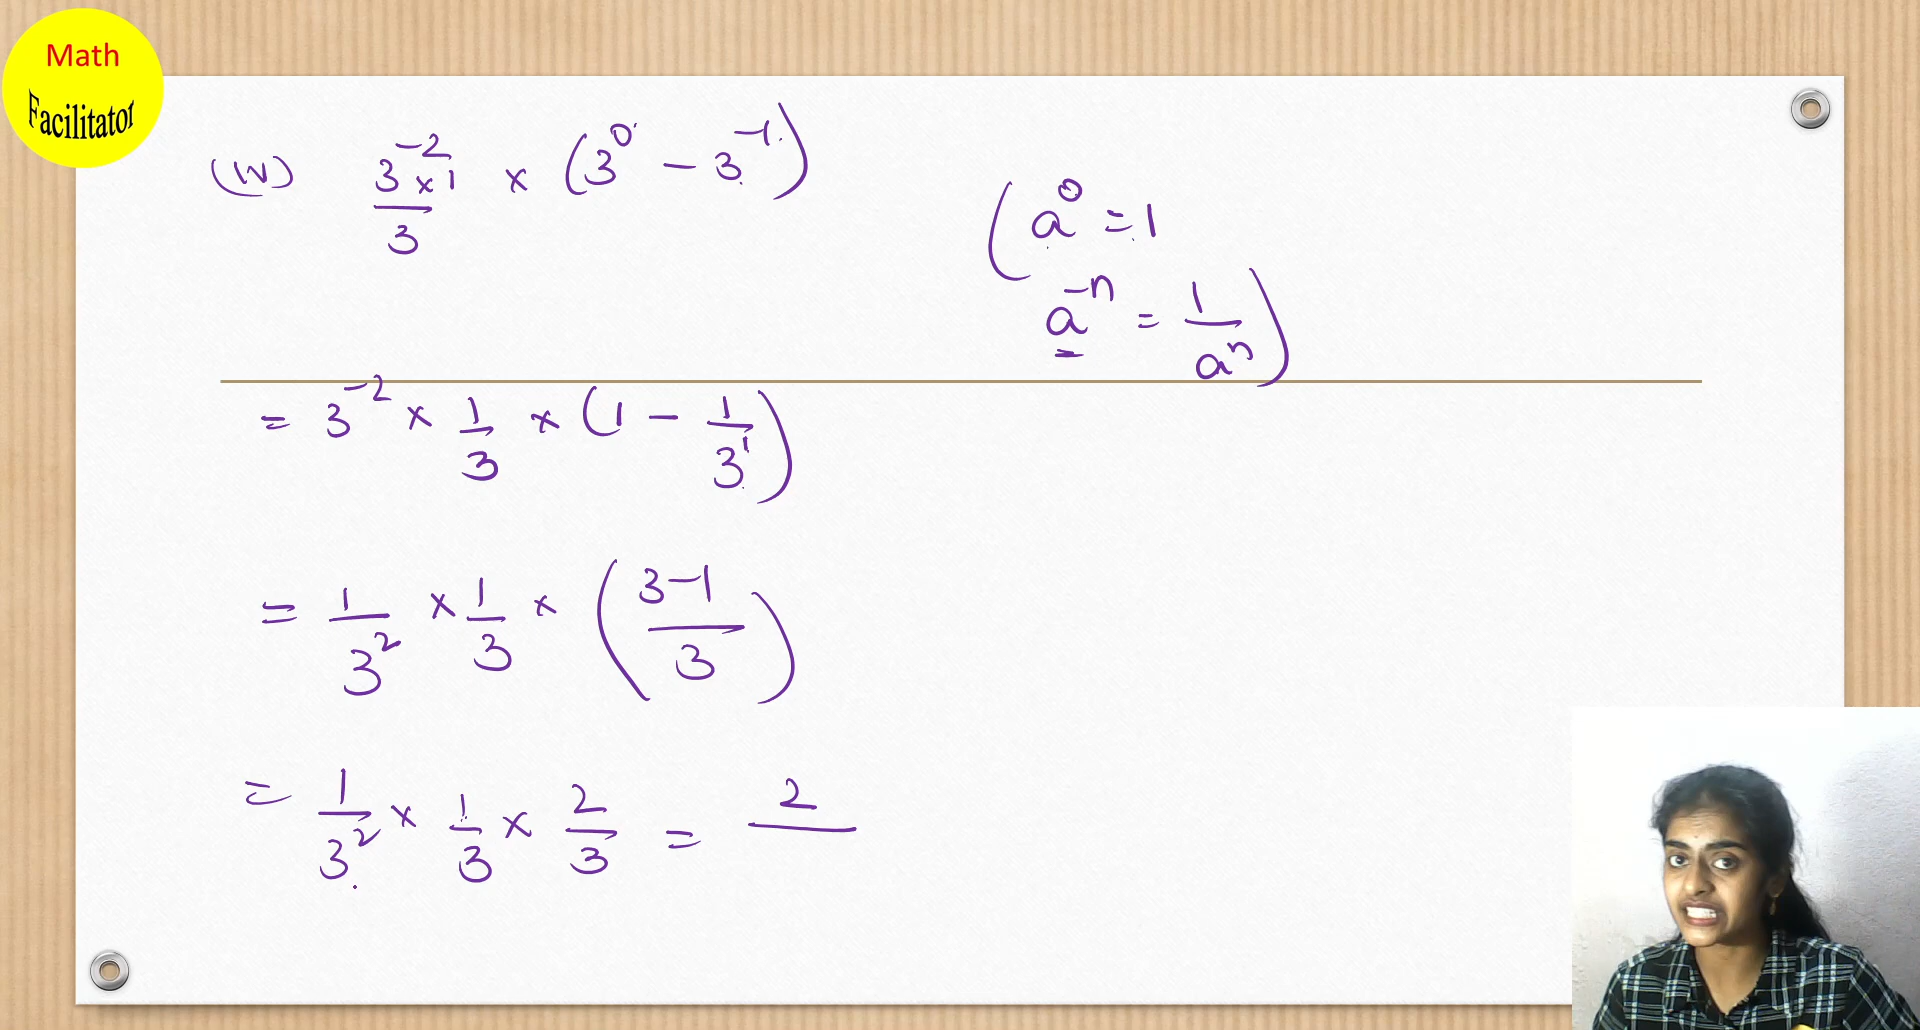 Math
Facilitator
(iv) 3^-2 × 1 / 3 × (3^0 - 3^-1)
(a^0 = 1
a^-n = 1/a^n)
= 3^-2 × 1/3 × (1 - 1/3^1)
= 1/3^2 × 1/3 × (3-1/3)
= 1/3^2 × 1/3 × 2/3 = 2/